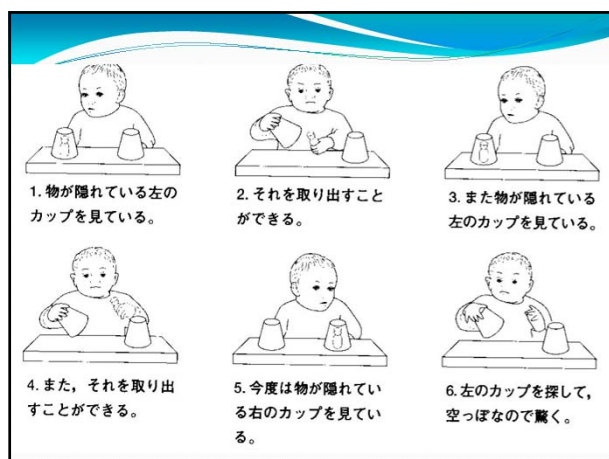 1. 物が隠れている左の
カップを見ている。
2. それを取り出すこと
ができる。
3. また物が隠れている
左のカップを見ている。
4. また，それを取り出
すことができる。
5. 今度は物が隠れてい
る右のカップを見てい
る。
6. 左のカップを探して，
空っぽなので驚く。